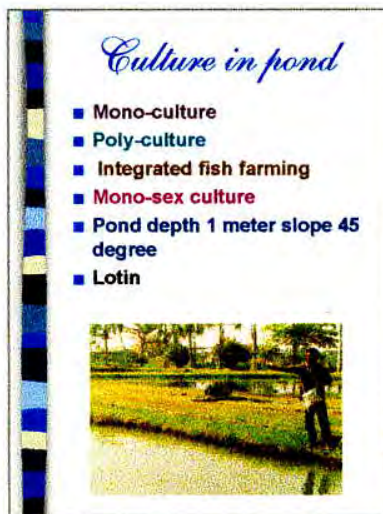 Culture in pond
Mono-culture
Poly-culture
Integrated fish farming
Mono-sex culture
Pond depth 1 meter slope 45
degree
Lotin